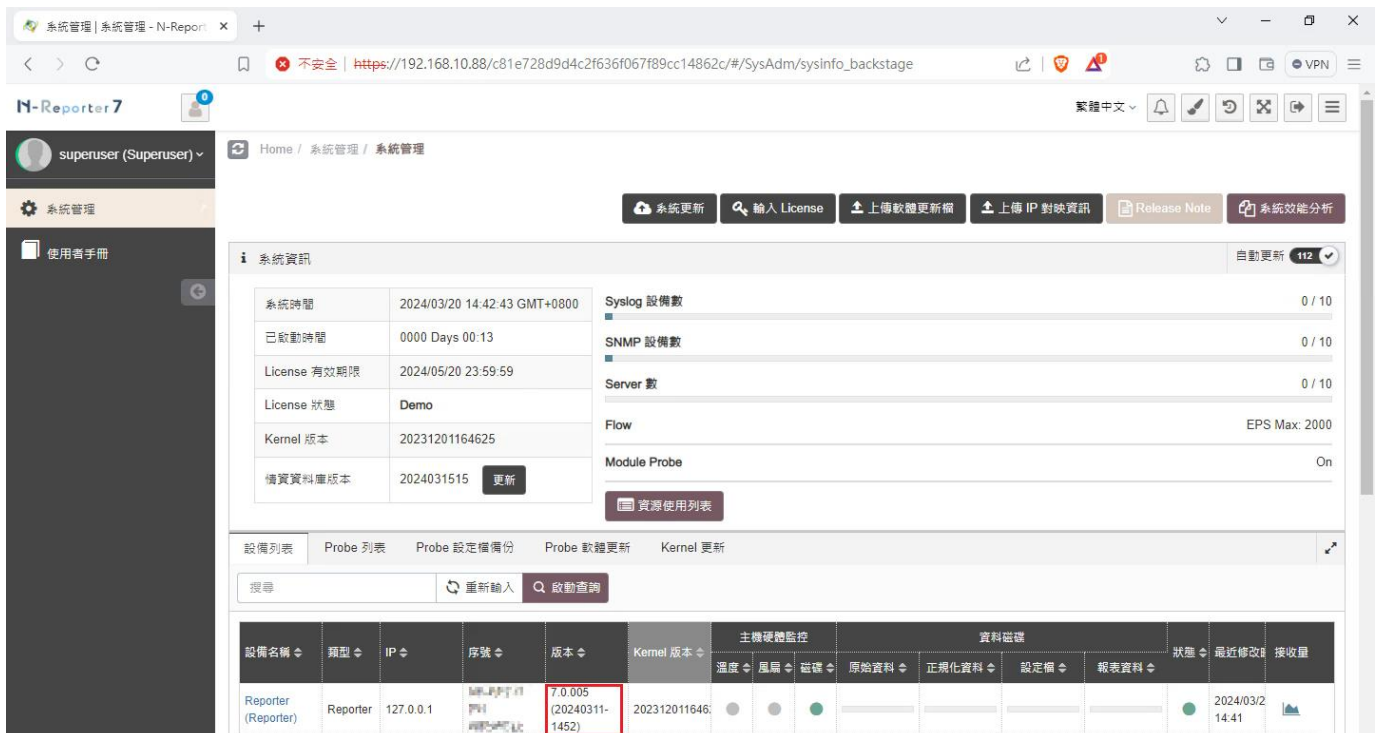 系統管理 | 系統管理 - N-Report
不安全 | https://192.168.10.88/c81e728d9d4c2f636f067f89cc14862c/#/SysAdm/sysinfo_backstage
VPN
N-Reporter 7
0
繁體中文
superuser (Superuser)
Home / 系統管理 / 系統管理
系統管理
使用者手冊
系統更新
輸入 License
上傳軟體更新檔
上傳 IP 對映資訊
Release Note
系統效能分析
系統資訊
自動更新 112
系統時間 2024/03/20 14:42:43 GMT+0800
已啟動時間 0000 Days 00:13
License 有效期限 2024/05/20 23:59:59
License 狀態 Demo
Kernel 版本 20231201164625
情資資料庫版本 2024031515 更新
Syslog 設備數 0 / 10
SNMP 設備數 0 / 10
Server 數 0 / 10
Flow EPS Max: 2000
Module Probe On
資源使用列表
設備列表 Probe 列表 Probe 設定檔備份 Probe 軟體更新 Kernel 更新
搜尋 重新輸入 啟動查詢
設備名稱 類型 IP 序號 版本 Kernel 版本 主機硬體監控 資料磁碟 狀態 最近修改 接收量
溫度 風扇 磁碟 原始資料 正規化資料 設定檔 報表資料
Reporter
(Reporter)
Reporter 127.0.0.1
7.0.005
(20240311-
1452)
202312011646
2024/03/2
14:41